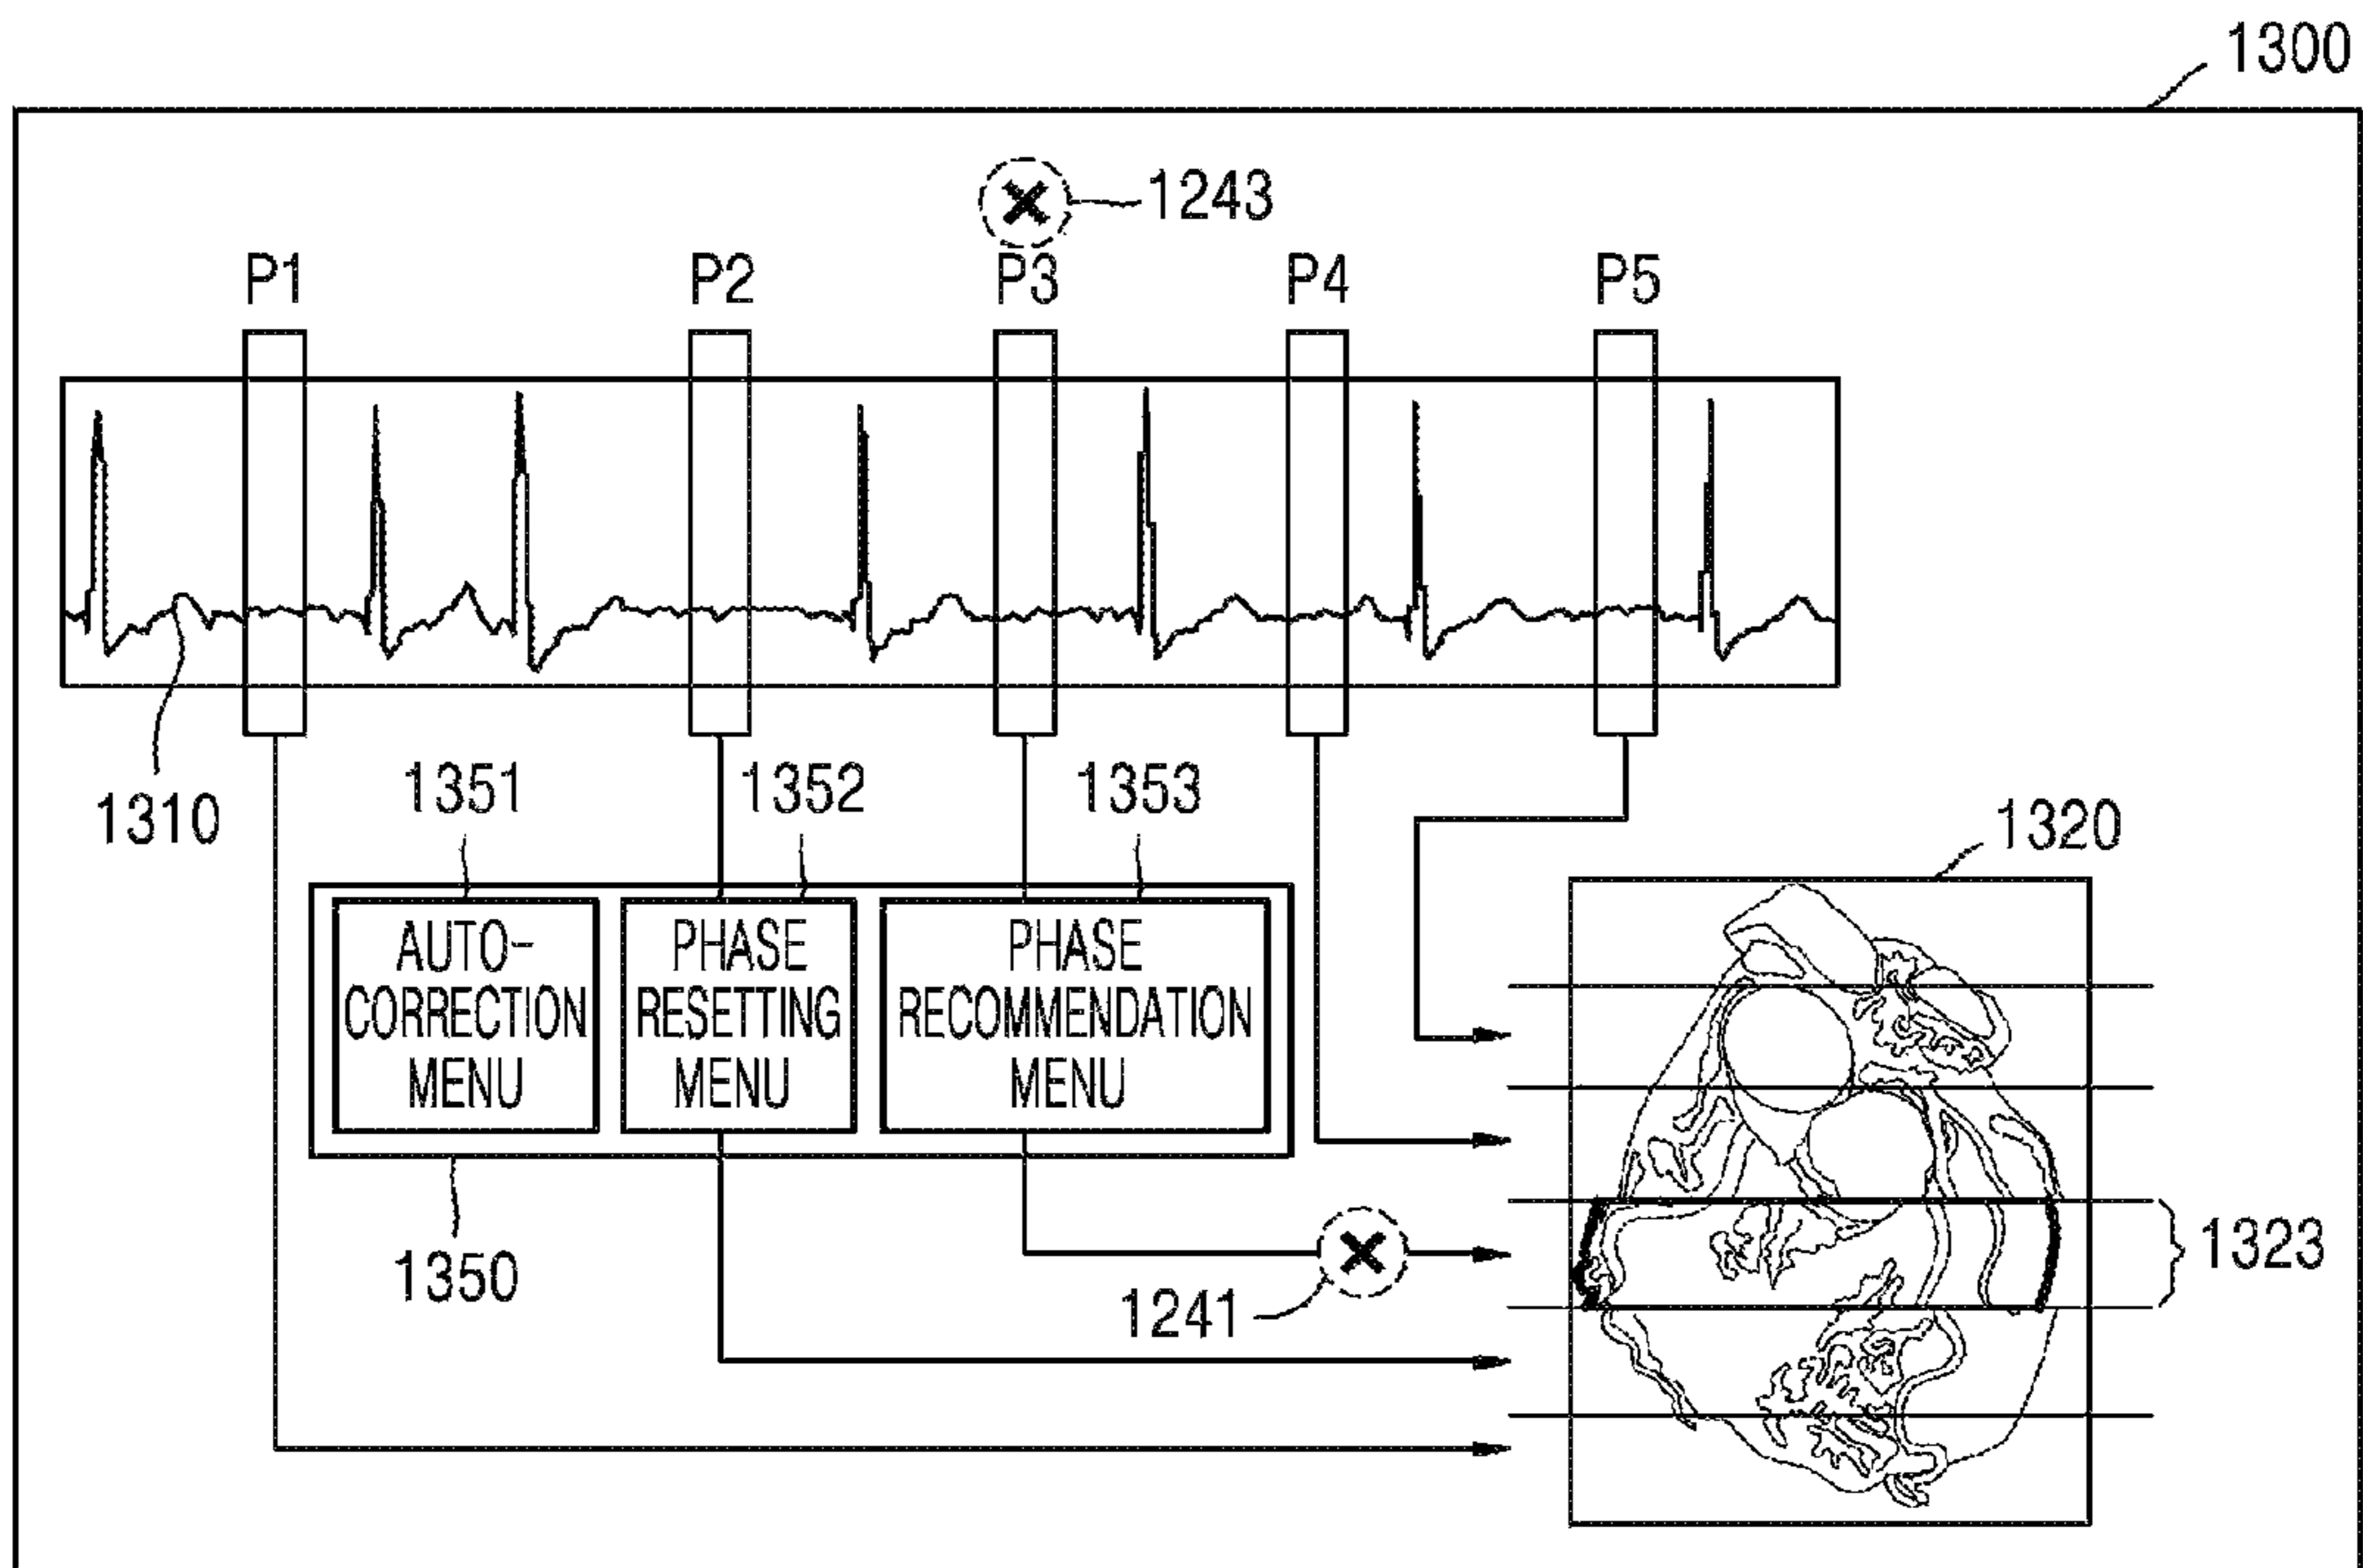 1300
1243
P1 P2 P3 P4 P5
1310
1351 1352 1353
1320
AUTO-
CORRECTION
MENU
PHASE
RESETTING
MENU
PHASE
RECOMMENDATION
MENU
1350
1241
1323